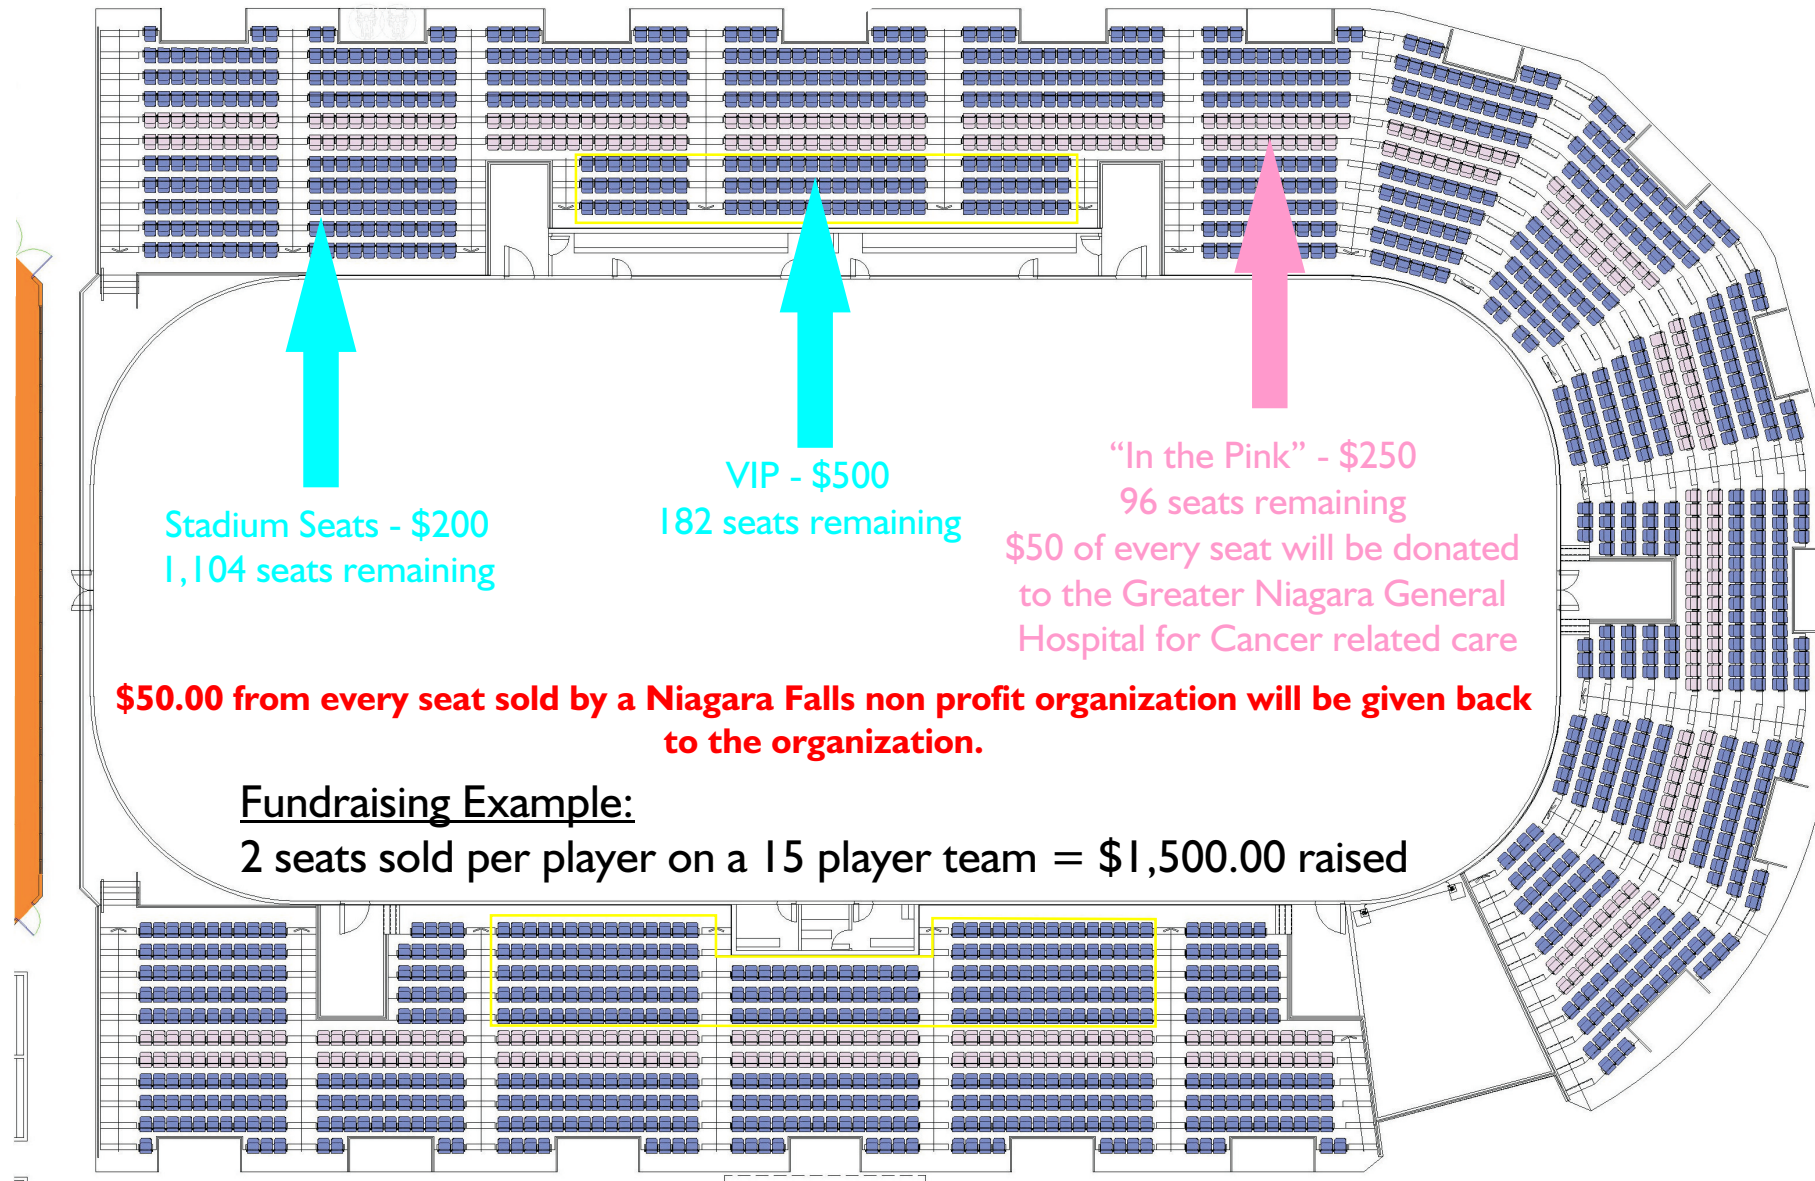 Stadium Seats - $200
1,104 seats remaining
VIP - $500
182 seats remaining
“In the Pink” - $250
96 seats remaining
$50 of every seat will be donated
to the Greater Niagara General
Hospital for Cancer related care
$50.00 from every seat sold by a Niagara Falls non profit organization will be given back
to the organization.
Fundraising Example:
2 seats sold per player on a 15 player team = $1,500.00 raised